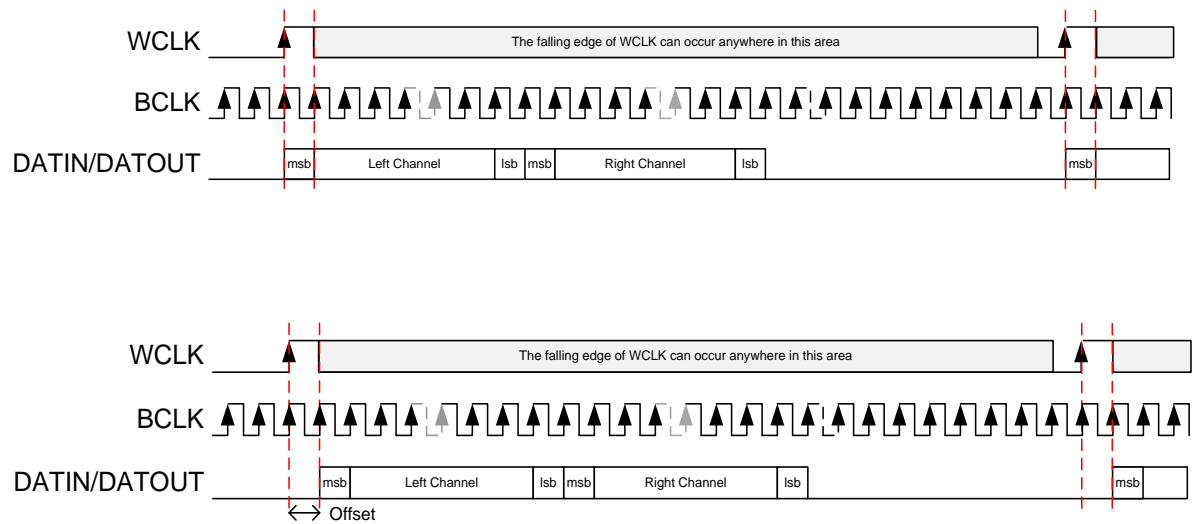 WCLK
The falling edge of WCLK can occur anywhere in this area
BCLK
DATIN/DATOUT
msb
Left Channel
lsb
msb
Right Channel
lsb
msb
WCLK
The falling edge of WCLK can occur anywhere in this area
BCLK
DATIN/DATOUT
msb
Left Channel
lsb
msb
Right Channel
lsb
msb
Offset